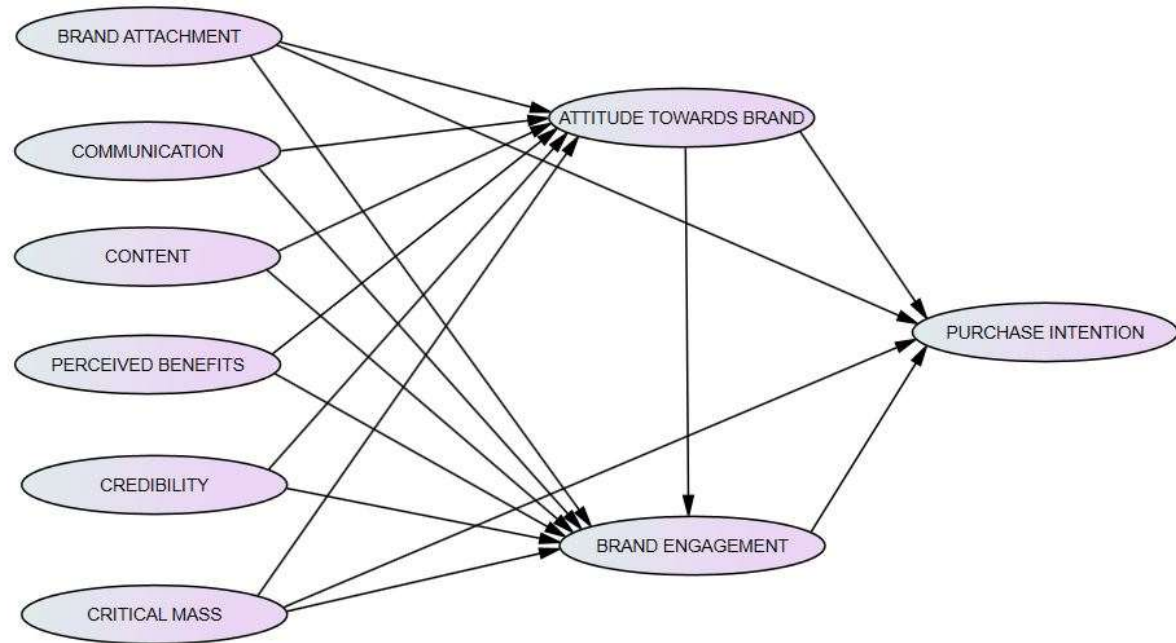 BRAND ATTACHMENT
COMMUNICATION
CONTENT
PERCEIVED BENEFITS
CREDIBILITY
CRITICAL MASS
ATTITUDE TOWARDS BRAND
BRAND ENGAGEMENT
PURCHASE INTENTION